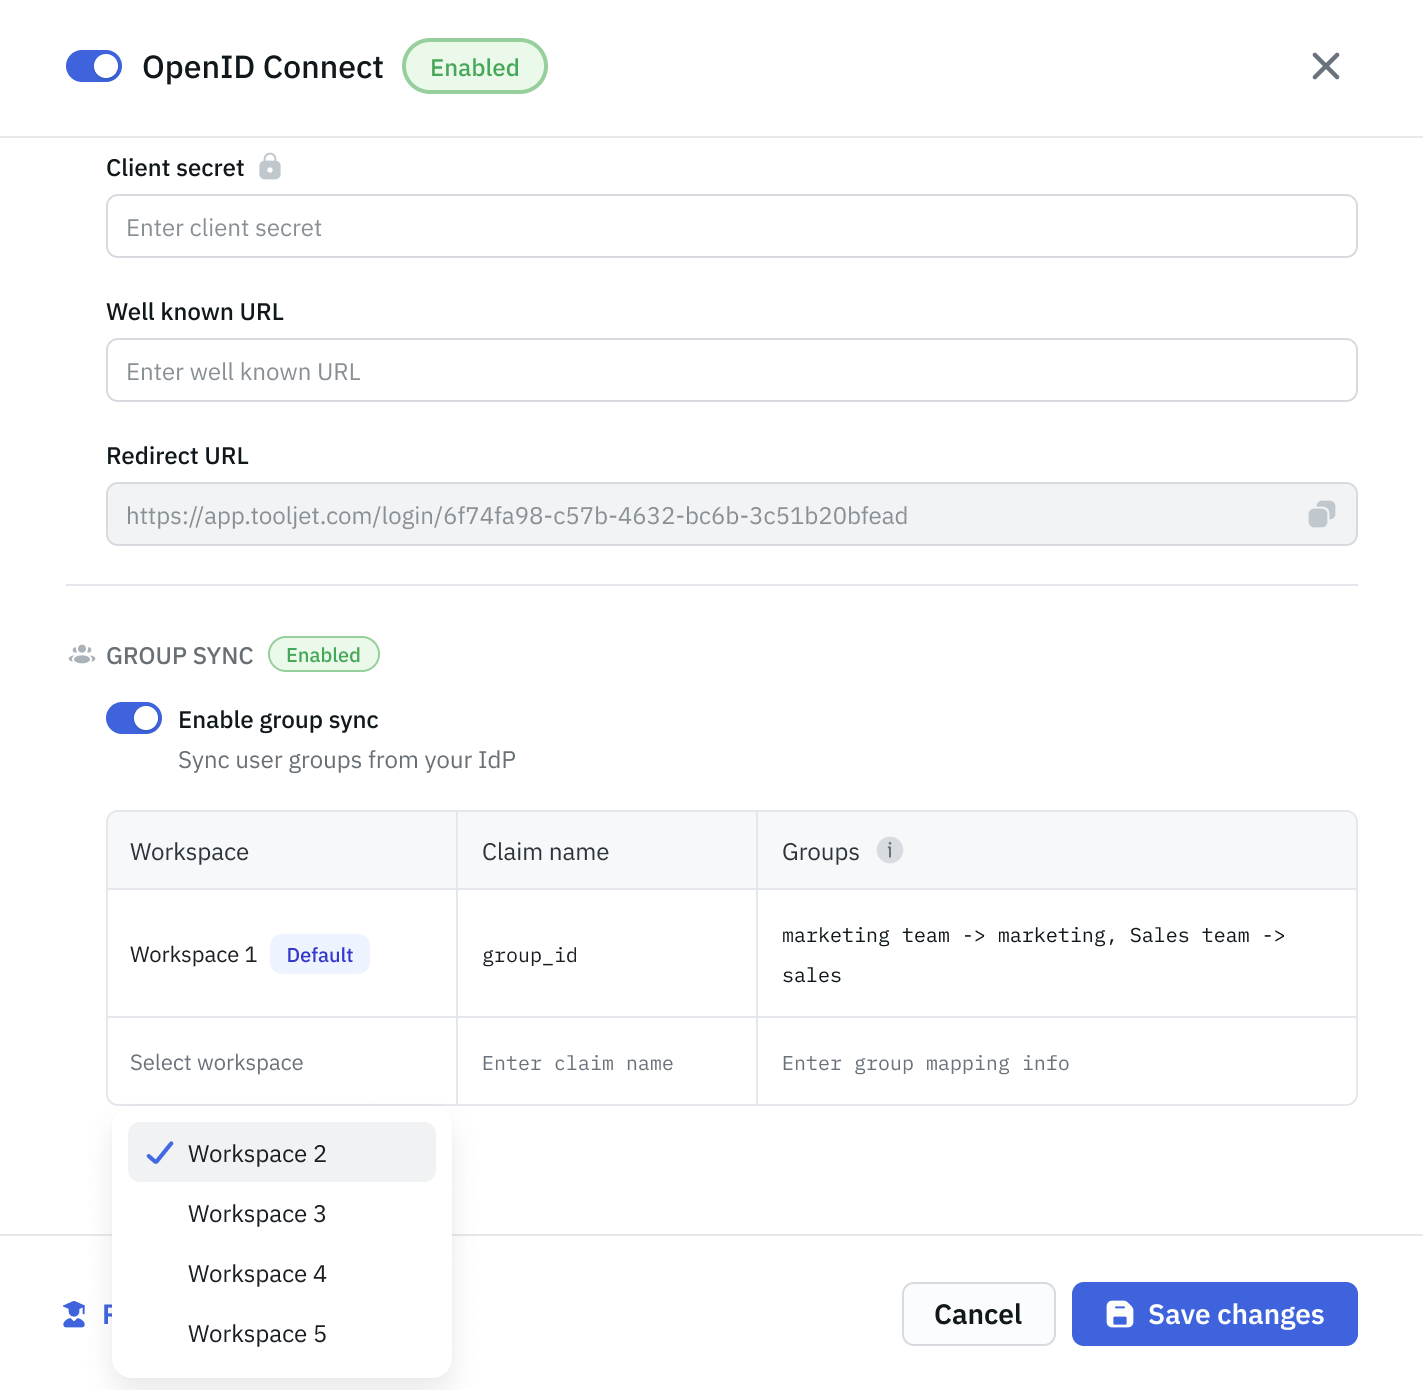 OpenID Connect
Enabled
Client secret
Enter client secret
Well known URL
Enter well known URL
Redirect URL
https://app.tooljet.com/login/6f74fa98-c57b-4632-bc6b-3c51b20bfead
GROUP SYNC
Enabled
Enable group sync
Sync user groups from your IdP
Workspace
Claim name
Groups
Workspace 1
Default
group_id
marketing team -> marketing, Sales team ->
sales
Select workspace
Enter claim name
Enter group mapping info
Workspace 2
Workspace 3
Workspace 4
Workspace 5
Cancel
Save changes